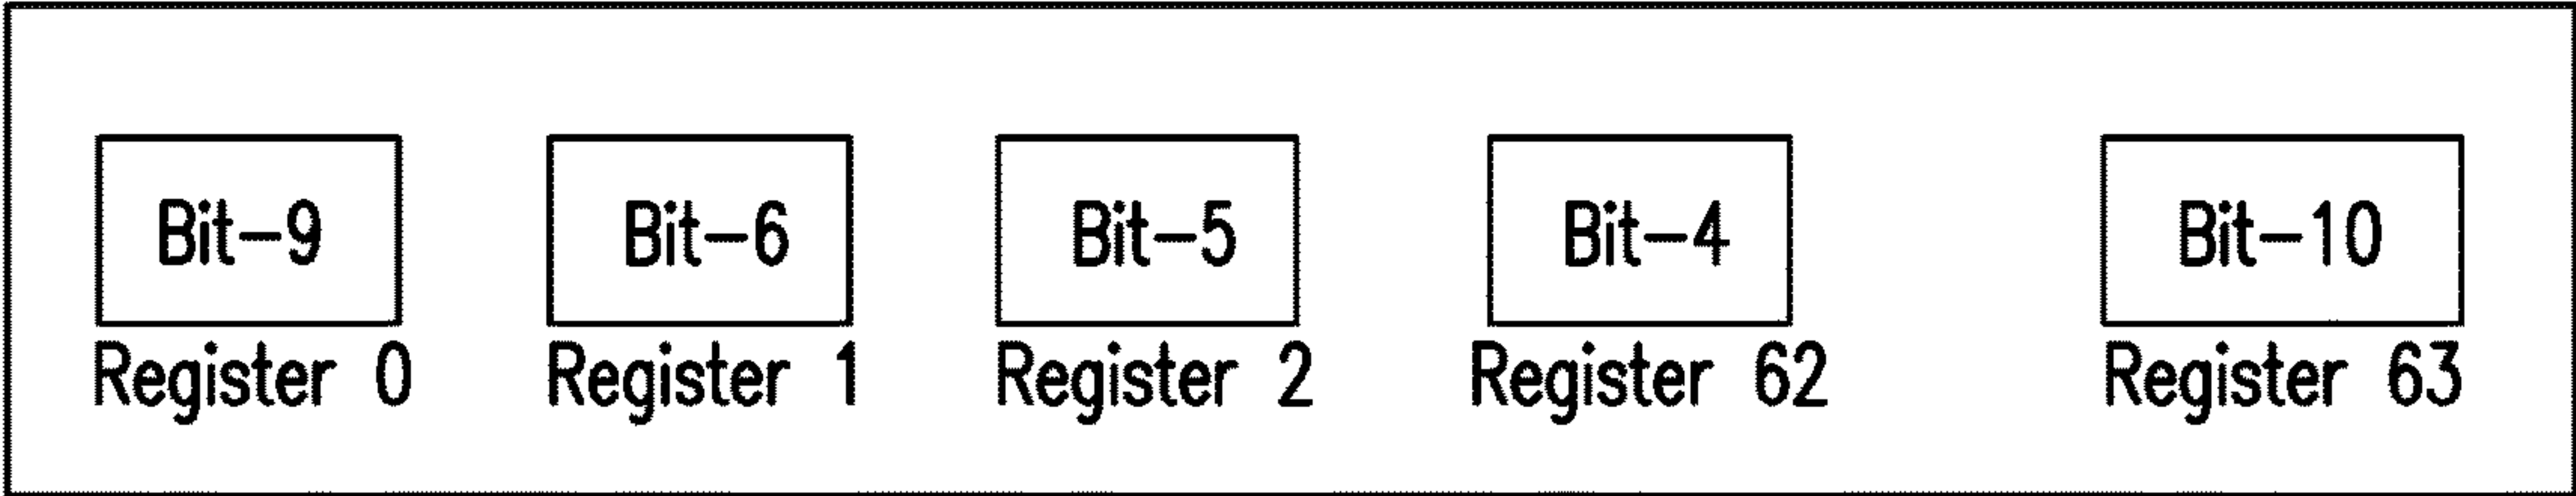 Bit-9 Bit-6 Bit-5 Bit-4 Bit-10
Register 0 Register 1 Register 2 Register 62 Register 63